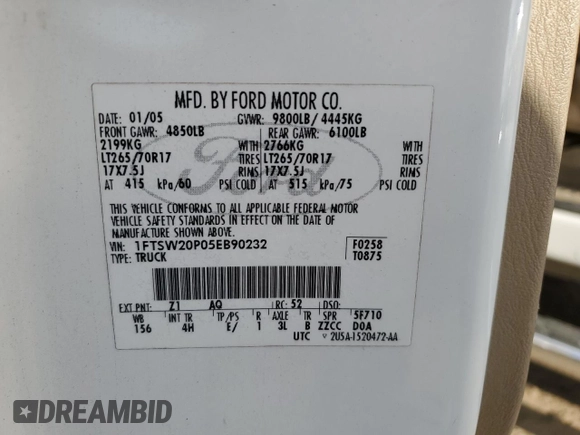 MFD. BY FORD MOTOR CO.
DATE: 01/05 GVWR: 9800LB/ 4445KG
FRONT GAWR: 4850LB REAR GAWR: 6100LB
2199KG WITH 2766KG WITH
LT265/70R17 TIRES LT265/70R17 TIRES
17X7.5J RIMS 17X7.5J RIMS
AT 415 kPa/60 PSI COLD AT 515 kPa/75 PSI COLD
THIS VEHICLE CONFORMS TO ALL APPLICABLE FEDERAL MOTOR
VEHICLE SAFETY STANDARDS IN EFFECT ON THE DATE OF
MANUFACTURE SHOWN ABOVE.
VIN: 1FTSW20P05EB90232 F0258
TYPE: TRUCK T0875
EXT PNT: Z1 AQ RC: 52 DSO:
WB INT TR TP/PS R AXLE TR SPR 5F710
156 4H E/ 1 3L B ZZCC D0A
UTC 2U5A-1520472-AA
Ford
DREAMBID